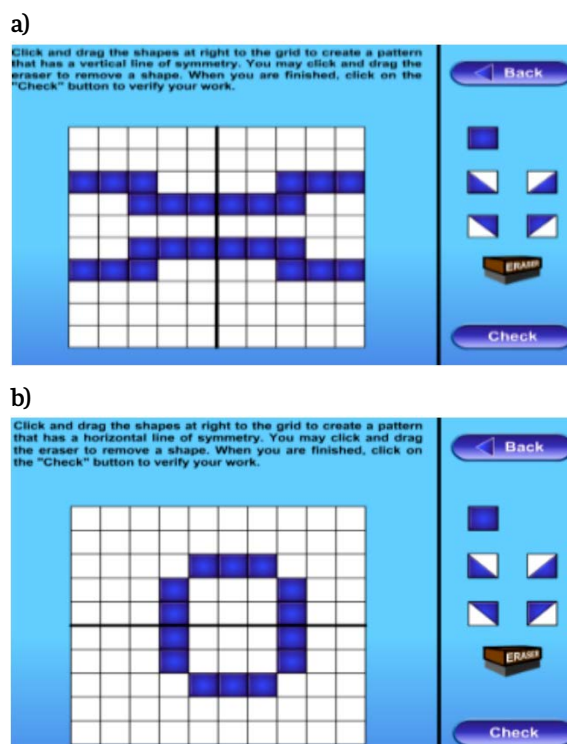 a)
Click and drag the shapes at right to the grid to create a pattern
that has a vertical line of symmetry. You may click and drag the
eraser to remove a shape. When you are finished, click on the
"Check" button to verify your work.
Back
ERASER
Check
b)
Click and drag the shapes at right to the grid to create a pattern
that has a horizontal line of symmetry. You may click and drag
the eraser to remove a shape. When you are finished, click on
the "Check" button to verify your work.
Back
ERASER
Check